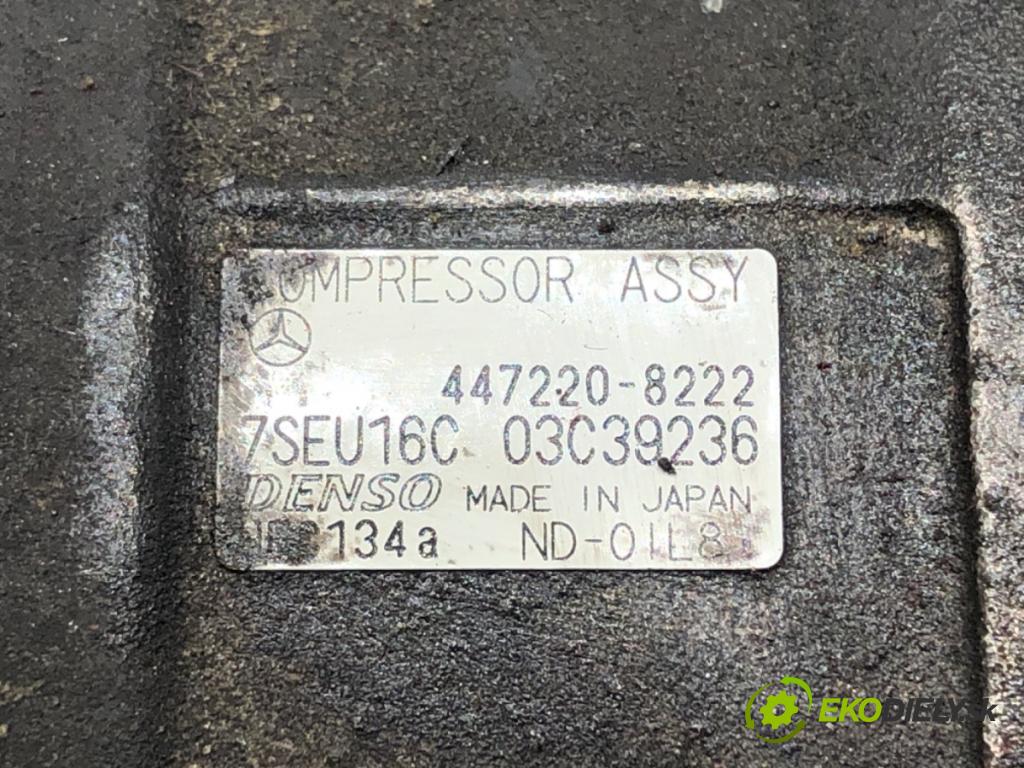 COMPRESSOR ASSY
447220-8222
7SEU16C 03C39236
DENSO MADE IN JAPAN
134a ND-OIL8
EKODIELY.sk